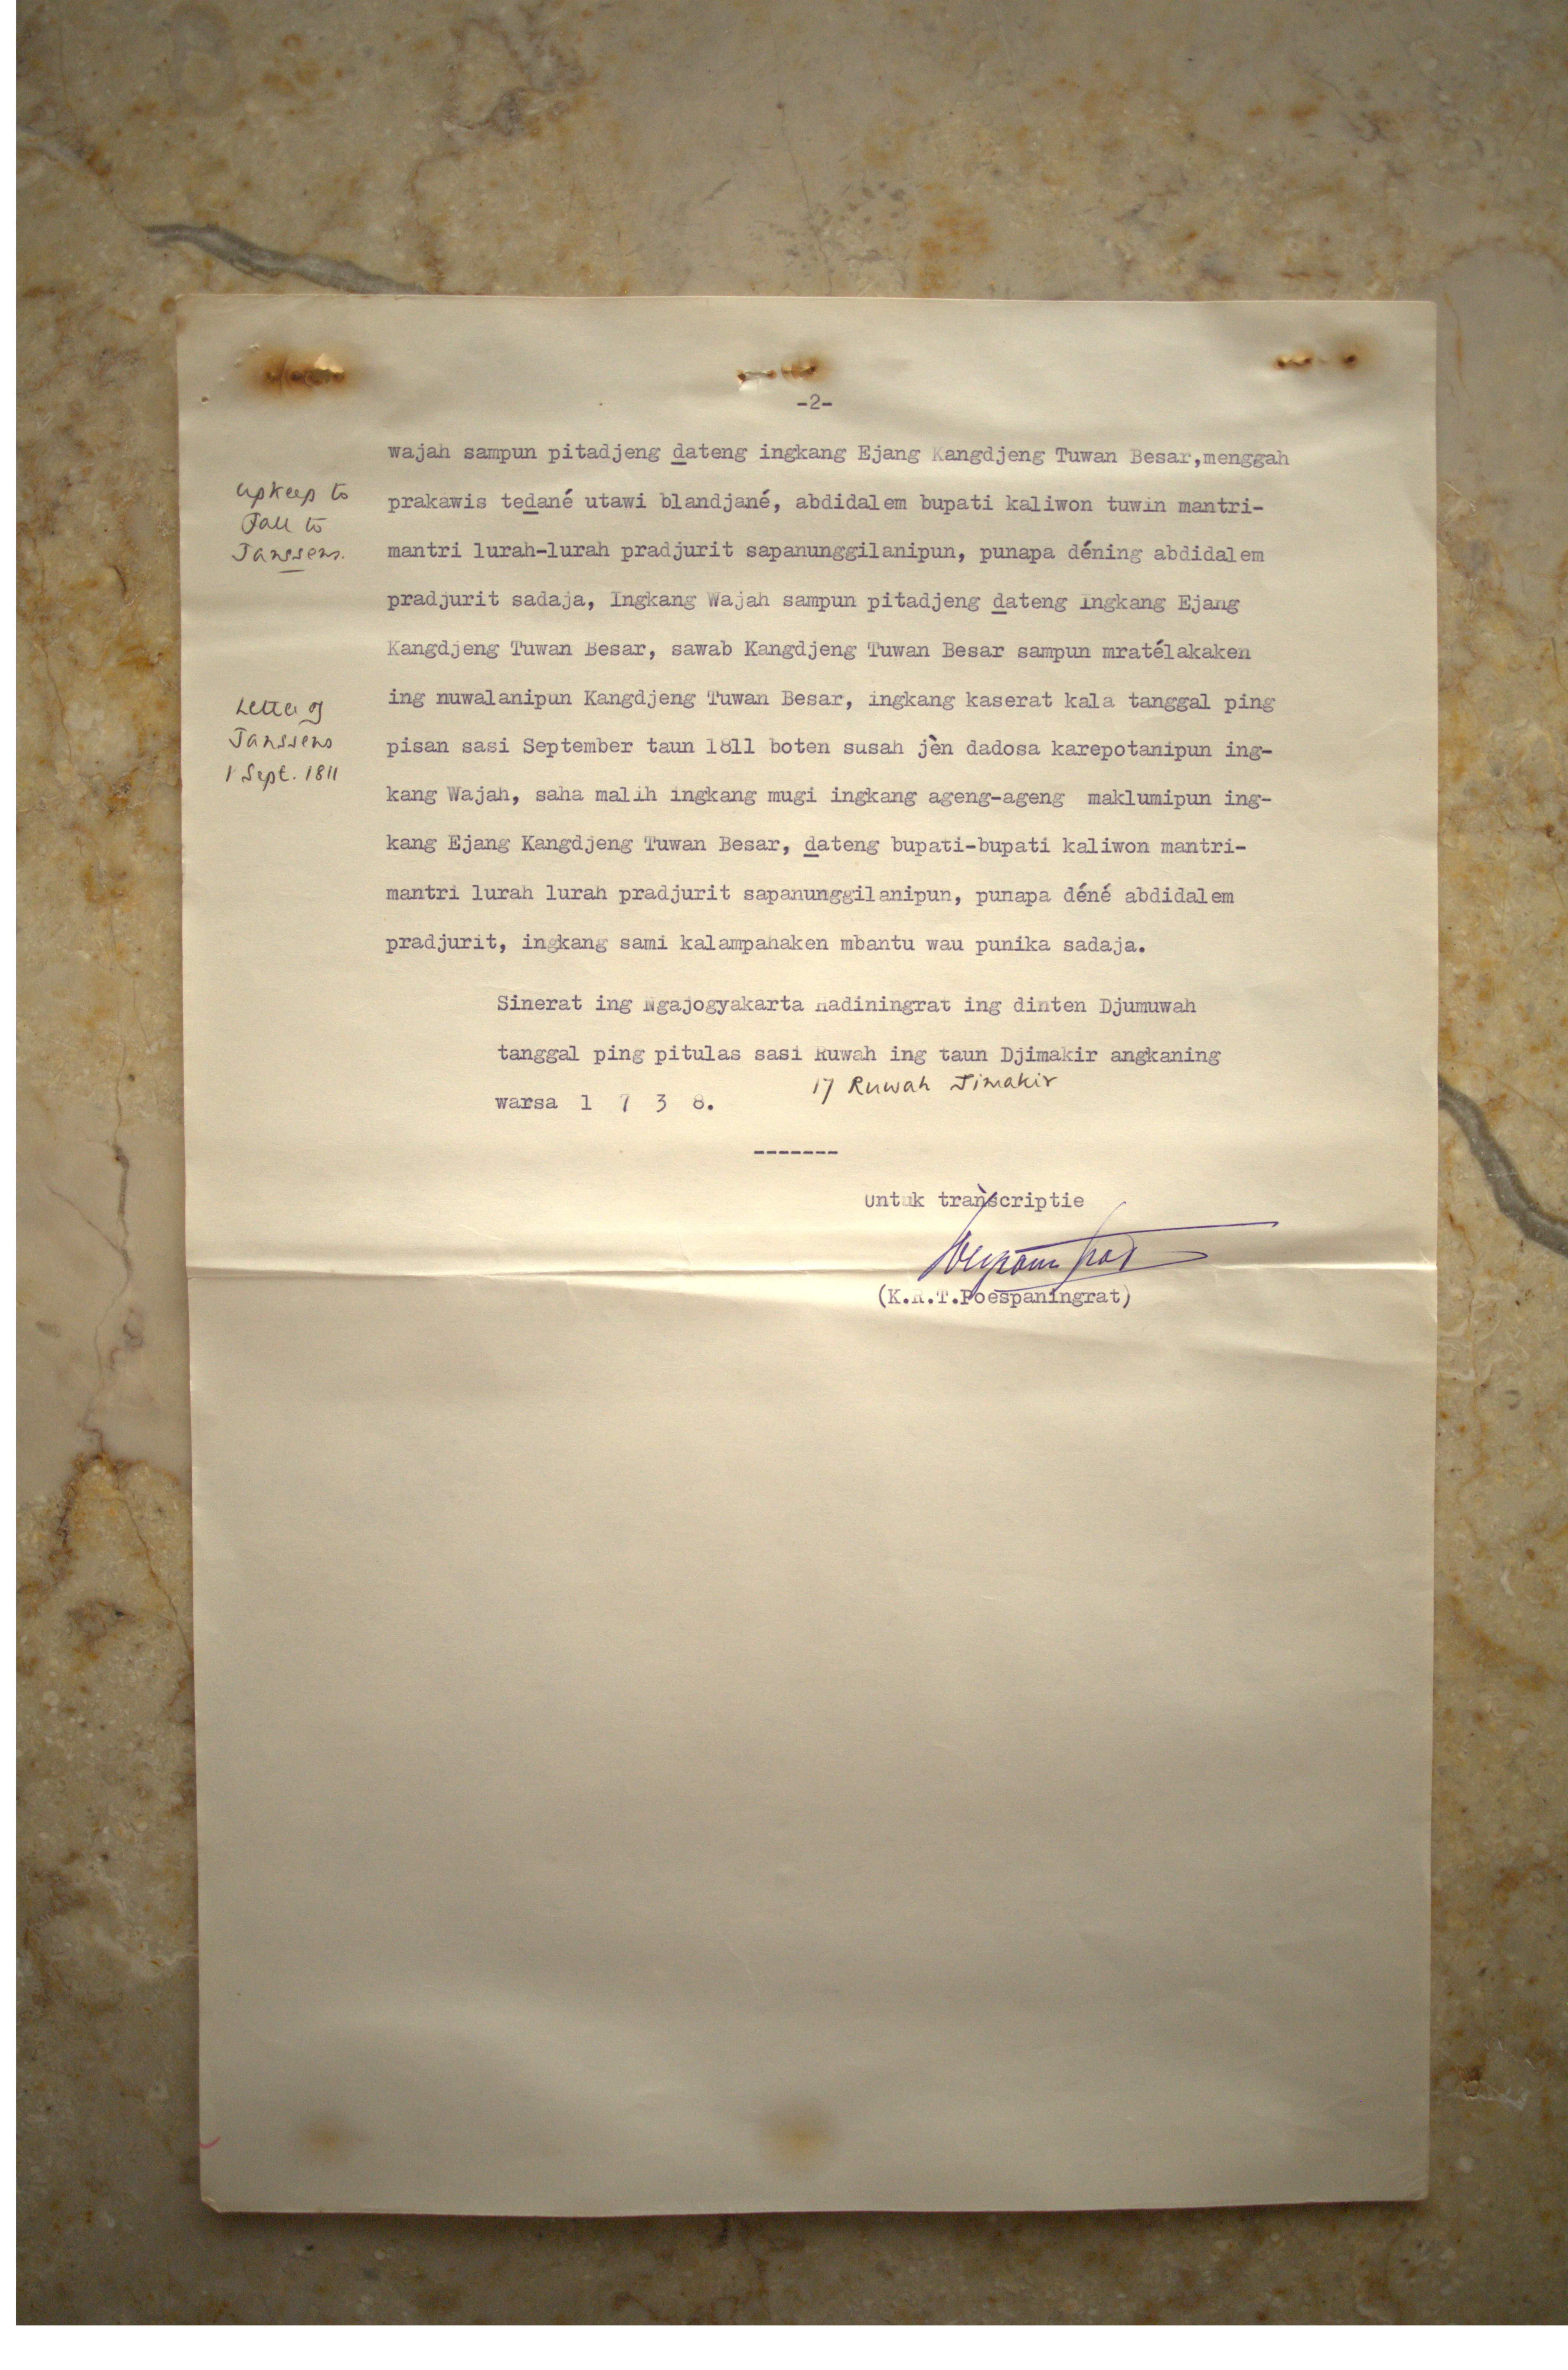 -2-
wajah sampun pitadjeng ḏateng ingkang Ejang Kangdjeng Tuwan Besar,menggah
upkeep to
fall to
Janssens.
prakawis teḏané utawi blandjané, abdidalem bupati kaliwon tuwin mantri-
mantri lurah-lurah pradjurit sapanunggilanipun, punapa déning abdidalem
pradjurit sadaja, Ingkang Wajah sampun pitadjeng ḏateng Ingkang Ejang
Kangdjeng Tuwan Besar, sawab Kangdjeng Tuwan Besar sampun mratélakaken
Letter of
Janssens
1 Sept. 1811
ing nuwalanipun Kangdjeng Tuwan Besar, ingkang kaserat kala tanggal ping
pisan sasi September taun 1811 boten susah jèn dadosa karepotanipun ing-
kang Wajah, saha malih ingkang mugi ingkang ageng-ageng maklumipun ing-
kang Ejang Kangdjeng Tuwan Besar, ḏateng bupati-bupati kaliwon mantri-
mantri lurah lurah pradjurit sapanunggilanipun, punapa déné abdidalem
pradjurit, ingkang sami kalampahaken mbantu wau punika sadaja.
Sinerat ing Ngajogyakarta Hadiningrat ing dinten Djumuwah
tanggal ping pitulas sasi Ruwah ing taun Djimakir angkaning
warsa 1 7 3 8.
17 Ruwah Jimakir
-------
Untuk transcriptie
(K.R.T.Poespaningrat)